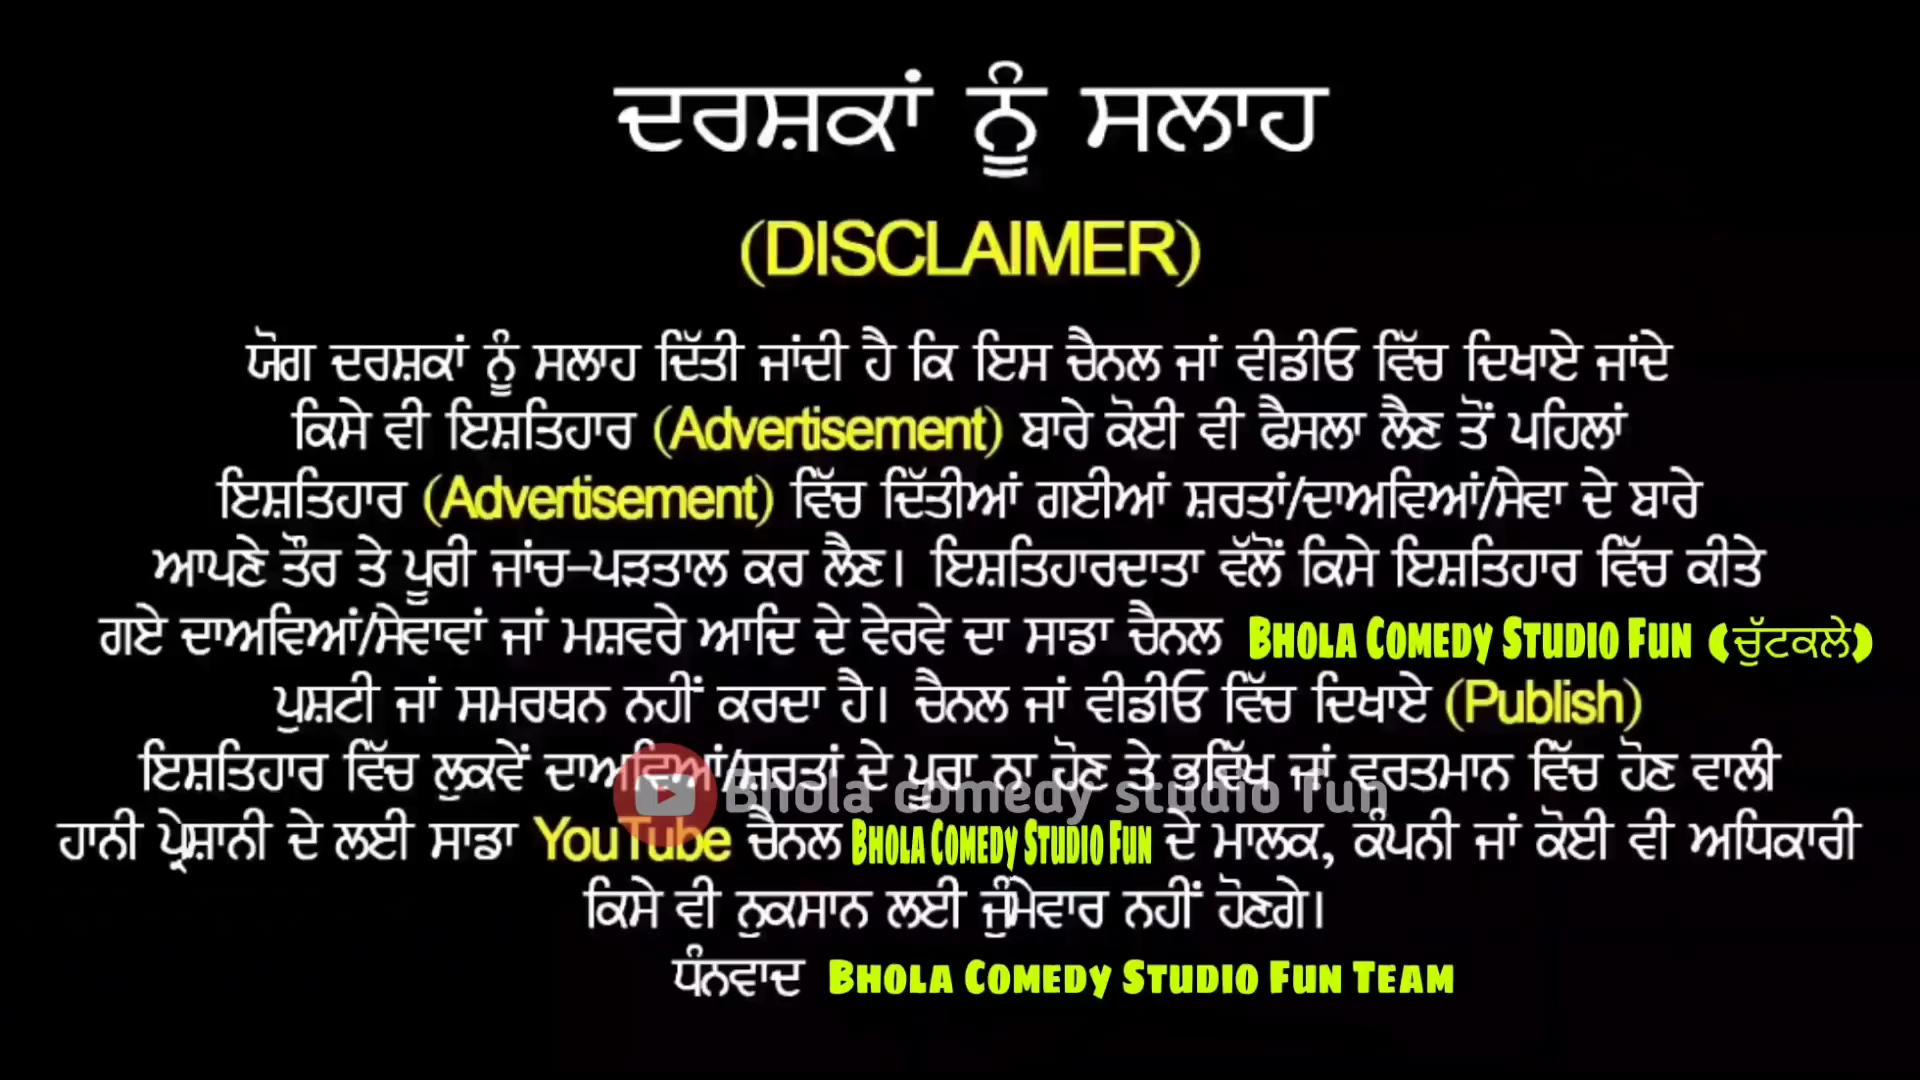 ਦਰਸ਼ਕਾਂ ਨੂੰ ਸਲਾਹ
(DISCLAIMER)
ਯੋਗ ਦਰਸ਼ਕਾਂ ਨੂੰ ਸਲਾਹ ਦਿੱਤੀ ਜਾਂਦੀ ਹੈ ਕਿ ਇਸ ਚੈਨਲ ਜਾਂ ਵੀਡੀਓ ਵਿੱਚ ਦਿਖਾਏ ਜਾਂਦੇ
ਕਿਸੇ ਵੀ ਇਸ਼ਤਿਹਾਰ (Advertisement) ਬਾਰੇ ਕੋਈ ਵੀ ਫੈਸਲਾ ਲੈਣ ਤੋਂ ਪਹਿਲਾਂ
ਇਸ਼ਤਿਹਾਰ (Advertisement) ਵਿੱਚ ਦਿੱਤੀਆਂ ਗਈਆਂ ਸ਼ਰਤਾਂ/ਦਾਅਵਿਆਂ/ਸੇਵਾ ਦੇ ਬਾਰੇ
ਆਪਣੇ ਤੌਰ ਤੇ ਪੂਰੀ ਜਾਂਚ-ਪੜਤਾਲ ਕਰ ਲੈਣ। ਇਸ਼ਤਿਹਾਰਦਾਤਾ ਵੱਲੋਂ ਕਿਸੇ ਇਸ਼ਤਿਹਾਰ ਵਿੱਚ ਕੀਤੇ
ਗਏ ਦਾਅਵਿਆਂ/ਸੇਵਾਵਾਂ ਜਾਂ ਮਸ਼ਵਰੇ ਆਦਿ ਦੇ ਵੇਰਵੇ ਦਾ ਸਾਡਾ ਚੈਨਲ Bhola Comedy Studio Fun (ਚੁੱਟਕਲੇ)
ਪੁਸ਼ਟੀ ਜਾਂ ਸਮਰਥਨ ਨਹੀਂ ਕਰਦਾ ਹੈ। ਚੈਨਲ ਜਾਂ ਵੀਡੀਓ ਵਿੱਚ ਦਿਖਾਏ (Publish)
ਇਸ਼ਤਿਹਾਰ ਵਿੱਚ ਲੁਕਵੇਂ ਦਾਅਵਿਆਂ/ਸ਼ਰਤਾਂ ਦੇ ਪੂਰਾ ਨਾ ਹੋਣ ਤੇ ਭਵਿੱਖ ਜਾਂ ਵਰਤਮਾਨ ਵਿੱਚ ਹੋਣ ਵਾਲੀ
Bhola comedy studio fun
ਹਾਨੀ ਪ੍ਰੇਸ਼ਾਨੀ ਦੇ ਲਈ ਸਾਡਾ YouTube ਚੈਨਲ Bhola Comedy Studio Fun ਦੇ ਮਾਲਕ, ਕੰਪਨੀ ਜਾਂ ਕੋਈ ਵੀ ਅਧਿਕਾਰੀ
ਕਿਸੇ ਵੀ ਨੁਕਸਾਨ ਲਈ ਜੁੰਮੇਵਾਰ ਨਹੀਂ ਹੋਣਗੇ।
ਧੰਨਵਾਦ Bhola Comedy Studio Fun Team